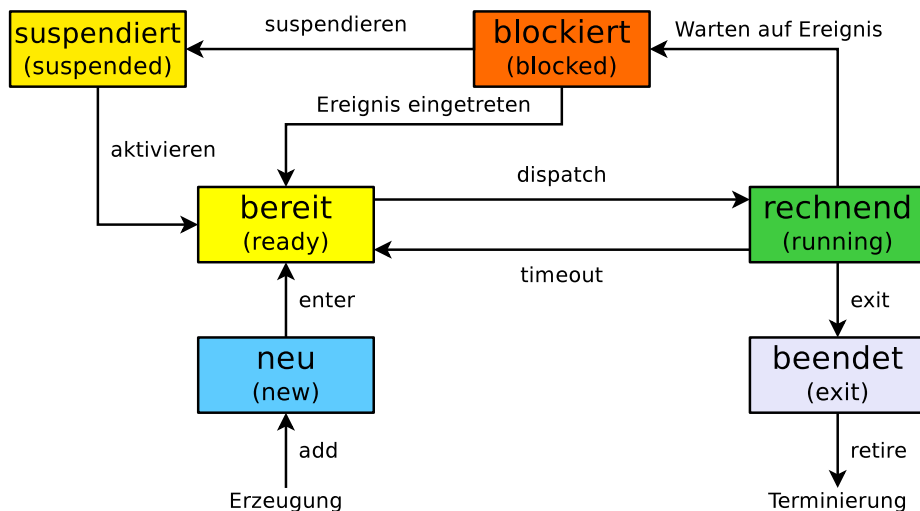 suspendiert
(suspended)
suspendieren
blockiert
(blocked)
Warten auf Ereignis
Ereignis eingetreten
aktivieren
bereit
(ready)
dispatch
timeout
rechnend
(running)
enter
exit
neu
(new)
beendet
(exit)
add
retire
Erzeugung
Terminierung